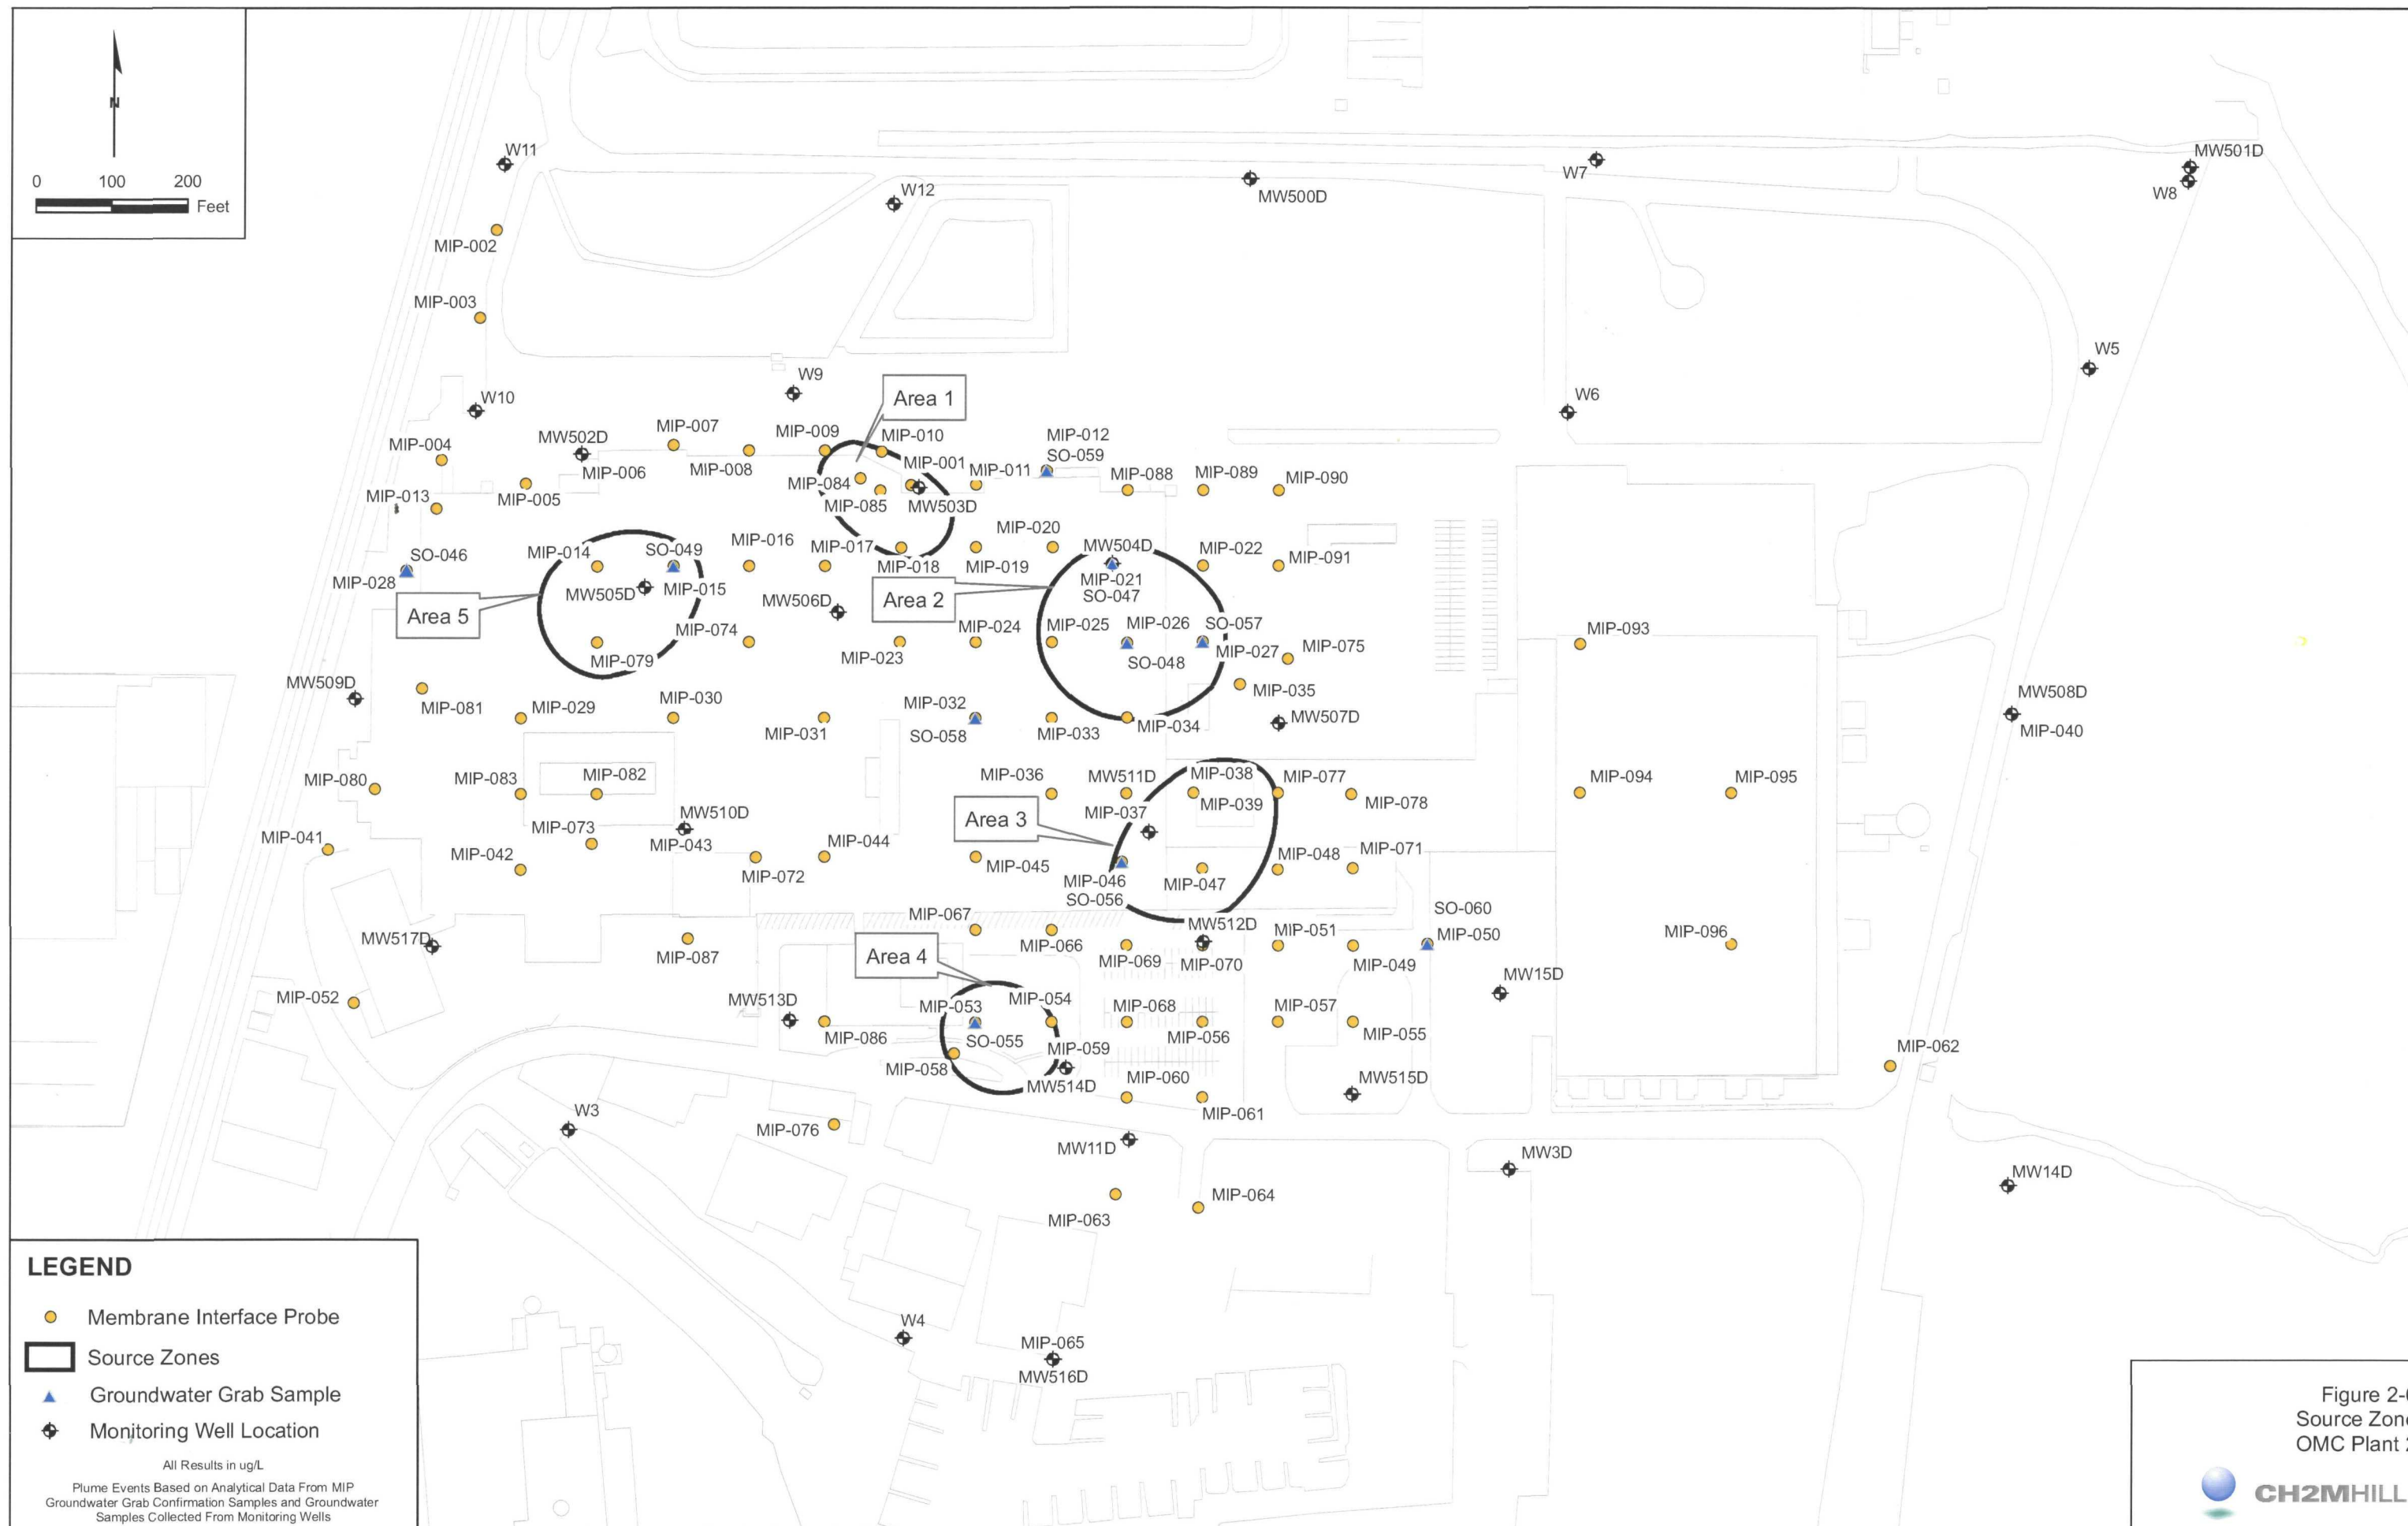 N
0 100 200
Feet
W11
W12
MW500D
W7
MW501D
W8
MIP-002
MIP-003
W5
W9
W10
W6
Area 1
MIP-004
MW502D
MIP-007
MIP-009
MIP-010
MIP-012
SO-059
MIP-006
MIP-008
MIP-001
MIP-011
MIP-088
MIP-089
MIP-090
MIP-084
MIP-013
MIP-005
MIP-085
MW503D
MIP-020
SO-046
MIP-014
SO-049
MIP-016
MIP-017
MW504D
MIP-022
MIP-091
MIP-028
MIP-018
MIP-019
MIP-021
SO-047
MW505D
MIP-015
Area 2
MW506D
Area 5
MIP-074
MIP-024
MIP-025
MIP-026
SO-057
MIP-093
MIP-079
MIP-023
SO-048
MIP-027
MIP-075
MW509D
MIP-035
MW508D
MIP-081
MIP-029
MIP-030
MIP-032
MIP-040
MIP-031
SO-058
MIP-033
MIP-034
MW507D
MIP-080
MIP-083
MIP-082
MIP-036
MW511D
MIP-038
MIP-077
MIP-094
MIP-095
MIP-039
MIP-078
MW510D
MIP-037
Area 3
MIP-073
MIP-041
MIP-043
MIP-042
MIP-044
MIP-048
MIP-071
MIP-072
MIP-045
MIP-046
SO-056
MIP-047
MIP-067
SO-060
MW512D
MIP-050
MIP-051
MIP-096
MW517D
Area 4
MIP-066
MIP-087
MIP-069
MIP-070
MIP-049
MW15D
MIP-052
MW513D
MIP-053
MIP-054
MIP-068
MIP-057
MIP-086
SO-055
MIP-056
MIP-055
MIP-059
MIP-062
MIP-058
MW514D
MIP-060
MW515D
W3
MIP-061
MIP-076
MW11D
MW3D
MW14D
MIP-063
MIP-064
W4
MIP-065
MW516D
LEGEND
Membrane Interface Probe
Source Zones
Groundwater Grab Sample
Monitoring Well Location
All Results in ug/L
Plume Events Based on Analytical Data From MIP
Groundwater Grab Confirmation Samples and Groundwater
Samples Collected From Monitoring Wells
Figure 2-
Source Zon
OMC Plant
CH2MHILL